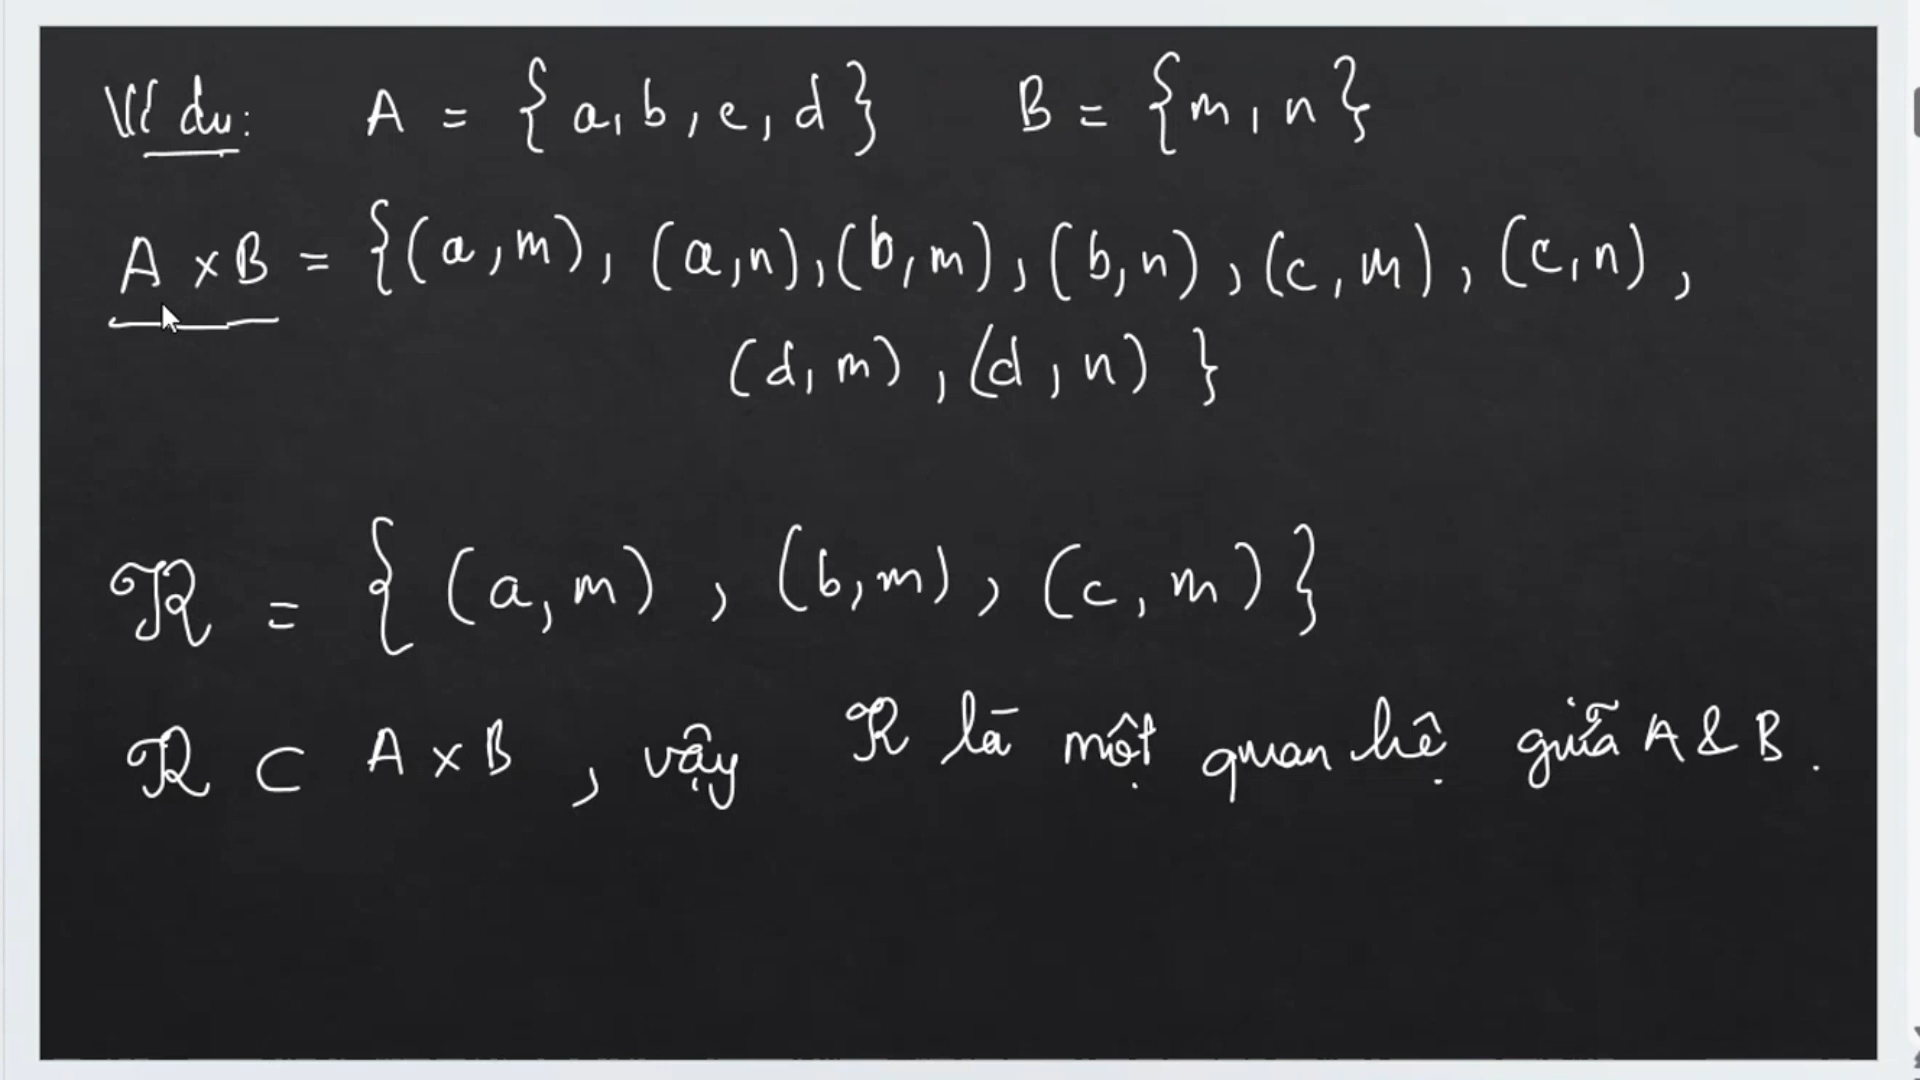 Ví dụ: A = {a, b, e, d} B = {m, n}
A × B = {(a, m), (a, n), (b, m), (b, n), (c, m), (c, n),
(d, m), (d, n)}
ℛ = {(a, m), (b, m), (c, m)}
ℛ ⊂ A × B, vậy ℛ là một quan hệ giữa A & B.